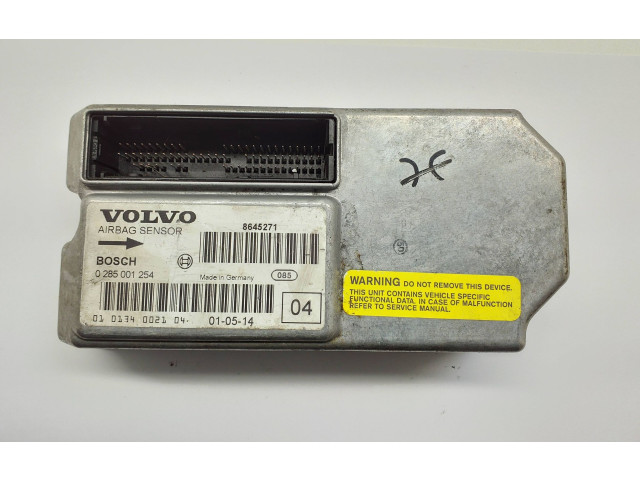 VOLVO
AIRBAG SENSOR
8645271
BOSCH
0 285 001 254
Made in Germany
085
01 0134 0021 04.
01-05-14
04
WARNING DO NOT REMOVE THIS DEVICE.
THIS UNIT CONTAINS VEHICLE SPECIFIC
FUNCTIONAL DATA. IN CASE OF MALFUNCTION
REFER TO SERVICE MANUAL.